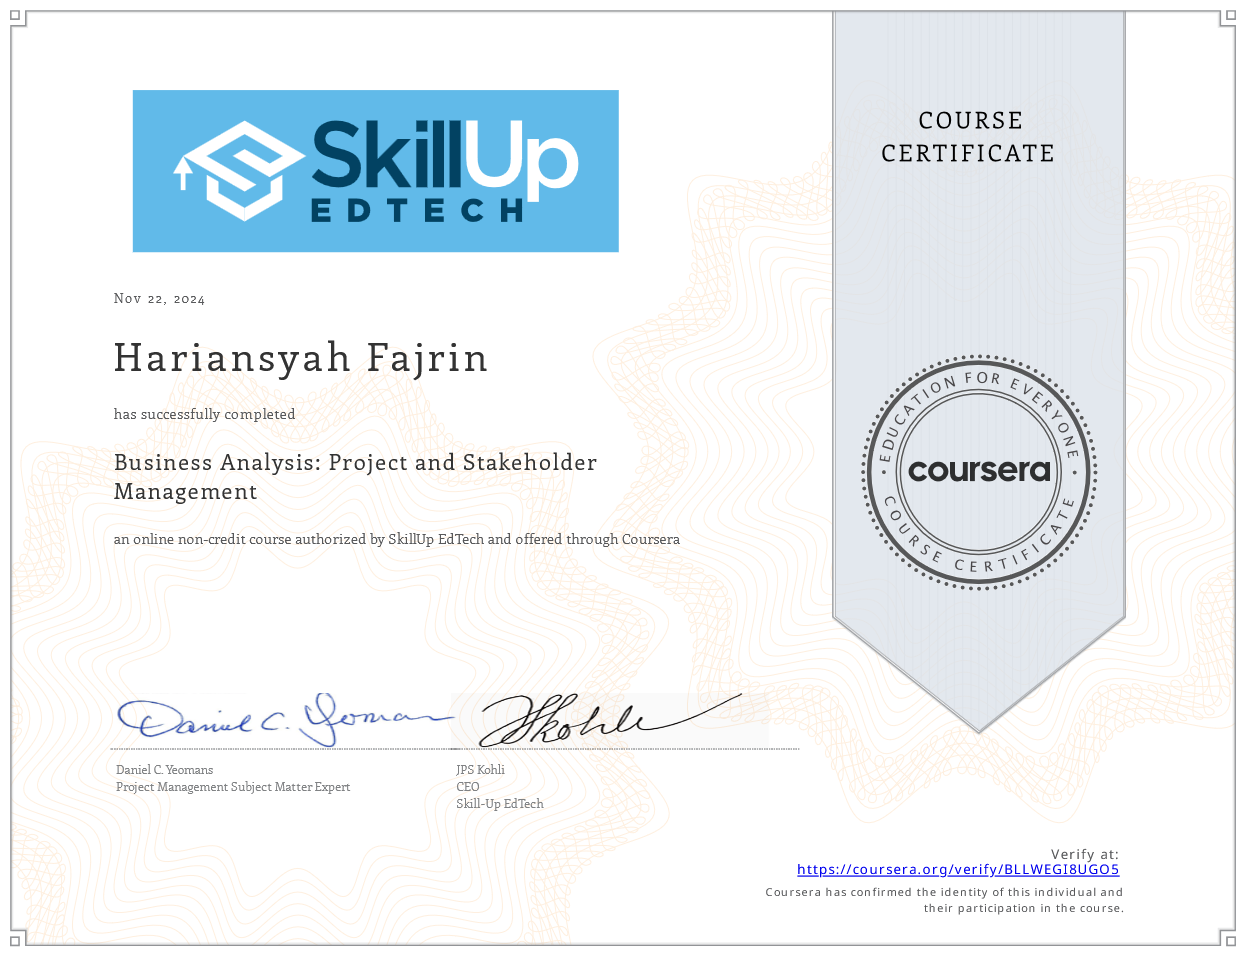 SkillUp
EDTECH
COURSE
CERTIFICATE
Nov 22, 2024
Hariansyah Fajrin
has successfully completed
Business Analysis: Project and Stakeholder
Management
an online non-credit course authorized by SkillUp EdTech and offered through Coursera
EDUCATION FOR EVERYONE
coursera
COURSE CERTIFICATE
Daniel C. Yeomans
JPS Kohli
Daniel C. Yeomans
Project Management Subject Matter Expert
JPS Kohli
CEO
Skill-Up EdTech
Verify at:
https://coursera.org/verify/BLLWEGI8UGO5
Coursera has confirmed the identity of this individual and
their participation in the course.